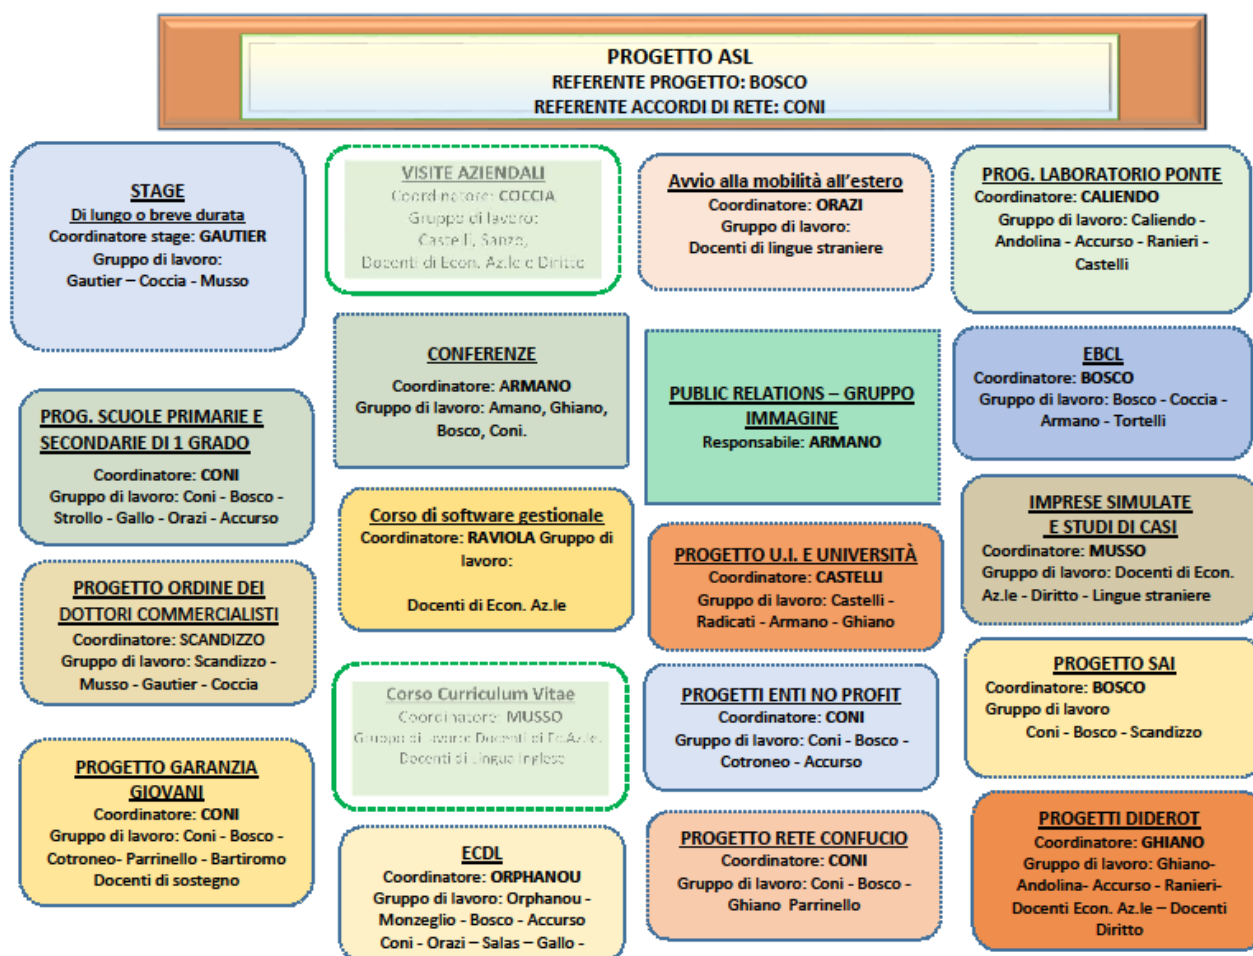 PROGETTO ASL
REFERENTE PROGETTO: BOSCO
REFERENTE ACCORDI DI RETE: CONI
STAGE
Di lungo o breve durata
Coordinatore stage: GAUTIER
Gruppo di lavoro:
Gautier – Coccia - Musso
VISITE AZIENDALI
Coordinatore: COCCIA
Gruppo di lavoro:
Castelli, Sanzo,
Docenti di Econ. Az.le e Diritto
Avvio alla mobilità all'estero
Coordinatore: ORAZI
Gruppo di lavoro:
Docenti di lingue straniere
PROG. LABORATORIO PONTE
Coordinatore: CALIENDO
Gruppo di lavoro: Caliendo -
Andolina - Accurso - Ranieri -
Castelli
CONFERENZE
Coordinatore: ARMANO
Gruppo di lavoro: Amano, Ghiano,
Bosco, Coni.
PUBLIC RELATIONS – GRUPPO
IMMAGINE
Responsabile: ARMANO
EBCL
Coordinatore: BOSCO
Gruppo di lavoro: Bosco - Coccia -
Armano - Tortelli
PROG. SCUOLE PRIMARIE E
SECONDARIE DI 1 GRADO
Coordinatore: CONI
Gruppo di lavoro: Coni - Bosco -
Strollo - Gallo - Orazi - Accurso
Corso di software gestionale
Coordinatore: RAVIOLA Gruppo di
lavoro:
Docenti di Econ. Az.le
PROGETTO U.I. E UNIVERSITÀ
Coordinatore: CASTELLI
Gruppo di lavoro: Castelli -
Radicati - Armano - Ghiano
IMPRESE SIMULATE
E STUDI DI CASI
Coordinatore: MUSSO
Gruppo di lavoro: Docenti di Econ.
Az.le - Diritto - Lingue straniere
PROGETTO ORDINE DEI
DOTTORI COMMERCIALISTI
Coordinatore: SCANDIZZO
Gruppo di lavoro: Scandizzo -
Musso - Gautier - Coccia
Corso Curriculum Vitae
Coordinatore: MUSSO
Gruppo di lavoro: Docenti di Ec.Az.le.
Docenti di Lingua Inglese
PROGETTI ENTI NO PROFIT
Coordinatore: CONI
Gruppo di lavoro: Coni - Bosco -
Cotroneo - Accurso
PROGETTO SAI
Coordinatore: BOSCO
Gruppo di lavoro
Coni - Bosco - Scandizzo
PROGETTO GARANZIA
GIOVANI
Coordinatore: CONI
Gruppo di lavoro: Coni - Bosco -
Cotroneo- Parrinello - Bartiromo
Docenti di sostegno
ECDL
Coordinatore: ORPHANOU
Gruppo di lavoro: Orphanou -
Monzeglio - Bosco - Accurso
Coni - Orazi – Salas – Gallo -
PROGETTO RETE CONFUCIO
Coordinatore: CONI
Gruppo di lavoro: Coni - Bosco -
Ghiano Parrinello
PROGETTI DIDEROT
Coordinatore: GHIANO
Gruppo di lavoro: Ghiano-
Andolina- Accurso - Ranieri-
Docenti Econ. Az.le – Docenti
Diritto